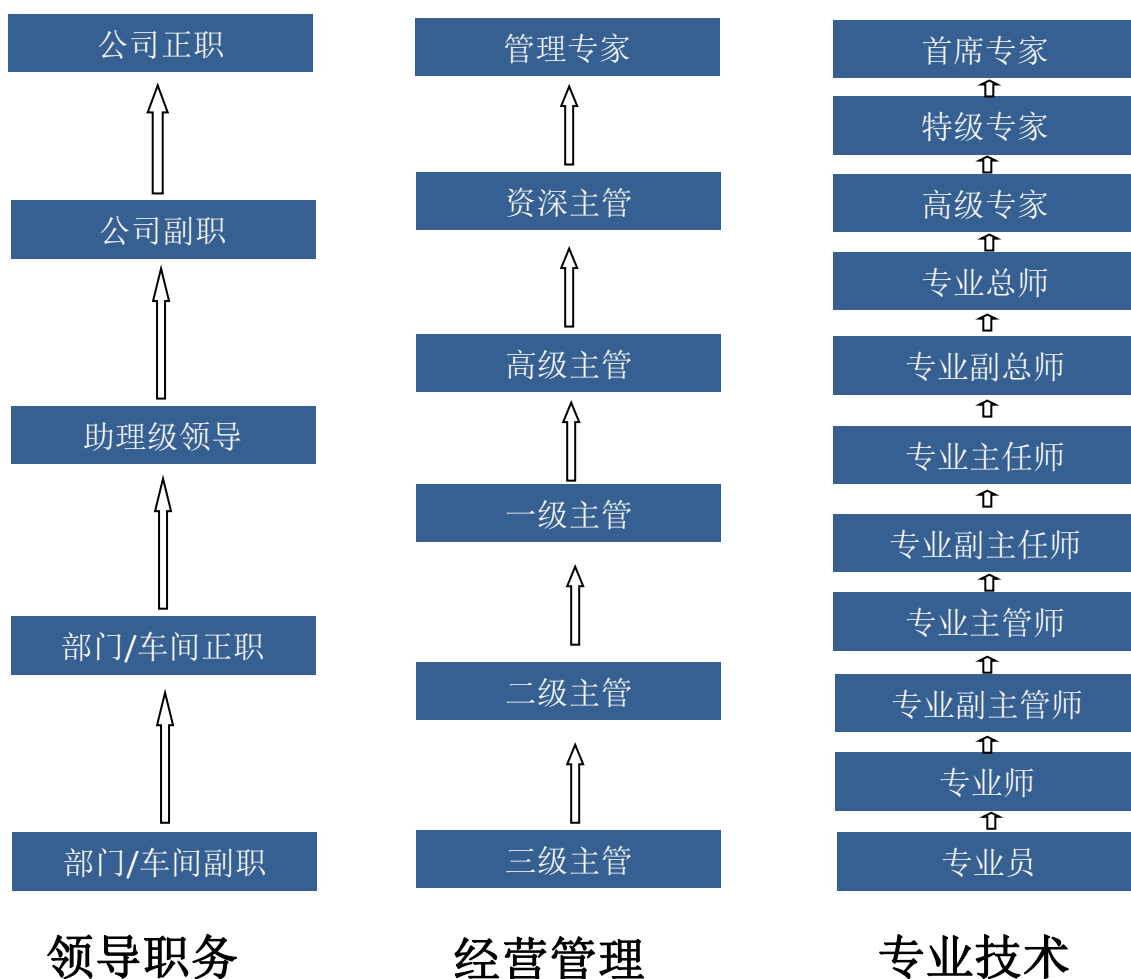 公司正职
公司副职
助理级领导
部门/车间正职
部门/车间副职
领导职务
管理专家
资深主管
高级主管
一级主管
二级主管
三级主管
经营管理
首席专家
特级专家
高级专家
专业总师
专业副总师
专业主任师
专业副主任师
专业主管师
专业副主管师
专业师
专业员
专业技术